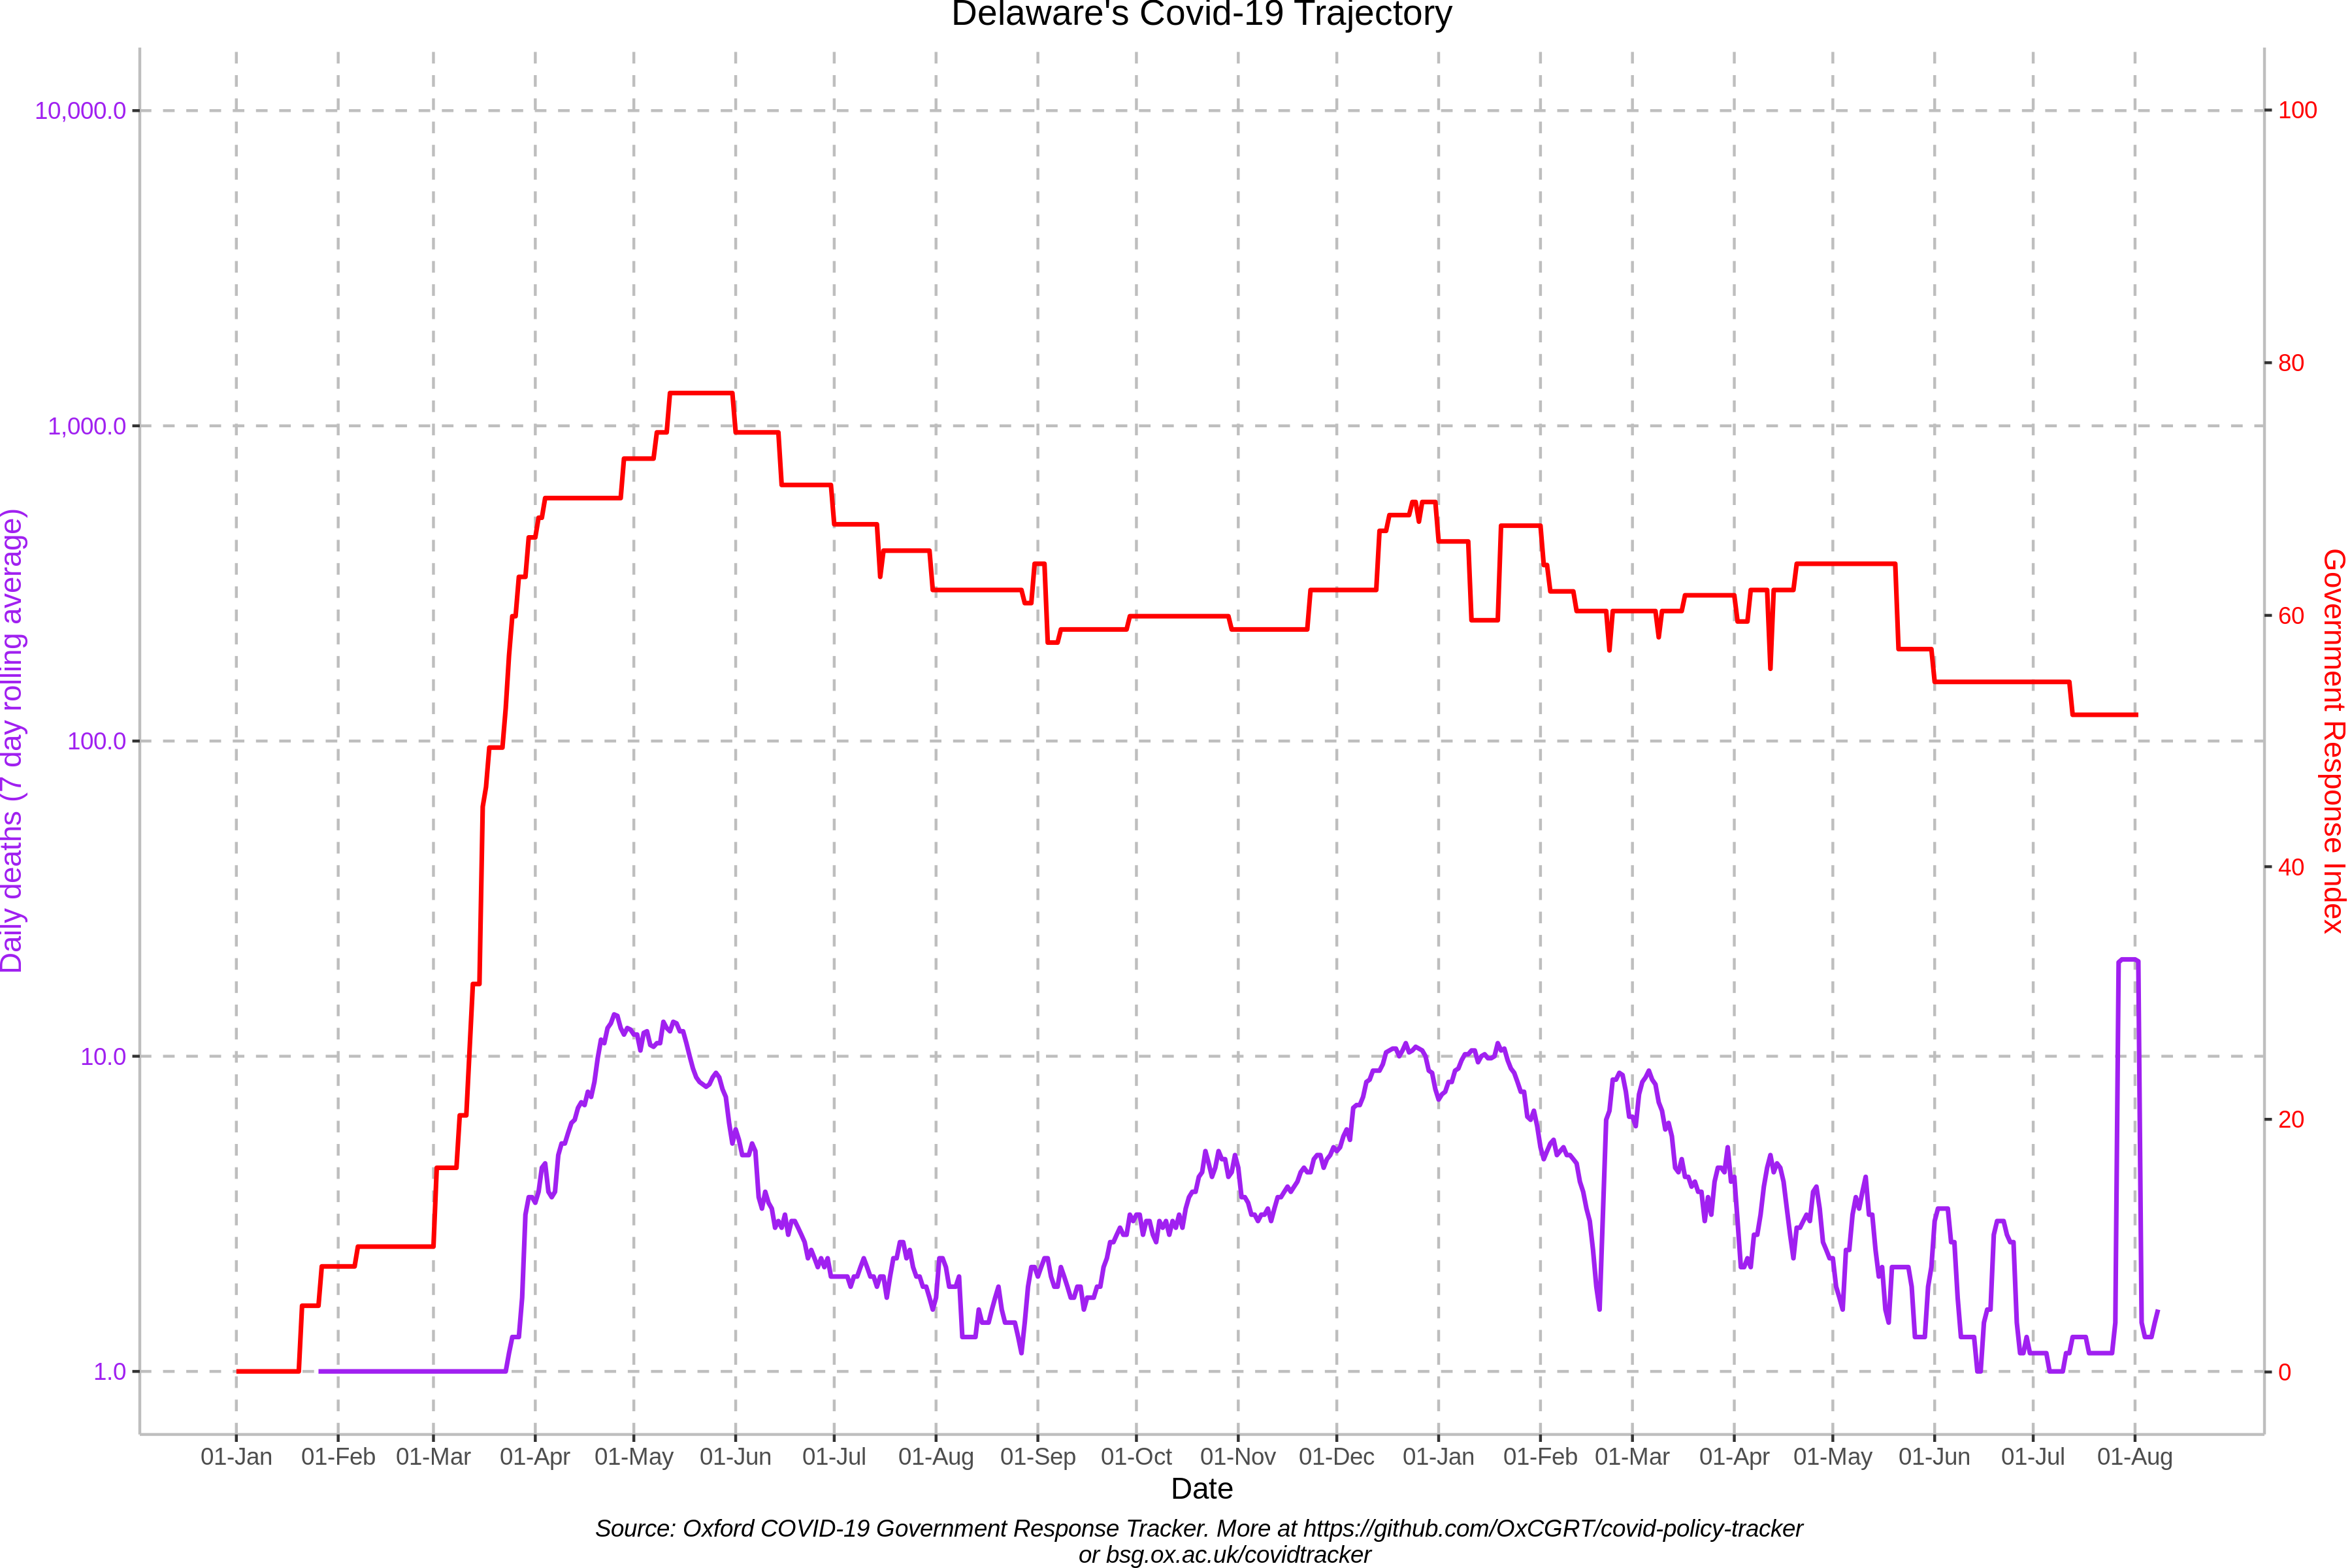 Delaware's Covid-19 Trajectory
10,000.0
1,000.0
100.0
10.0
1.0
Daily deaths (7 day rolling average)
100
80
60
40
20
0
Government Response Index
01-Jan 01-Feb 01-Mar 01-Apr 01-May 01-Jun 01-Jul 01-Aug 01-Sep 01-Oct 01-Nov 01-Dec 01-Jan 01-Feb 01-Mar 01-Apr 01-May 01-Jun 01-Jul 01-Aug
Date
Source: Oxford COVID-19 Government Response Tracker. More at https://github.com/OxCGRT/covid-policy-tracker
or bsg.ox.ac.uk/covidtracker